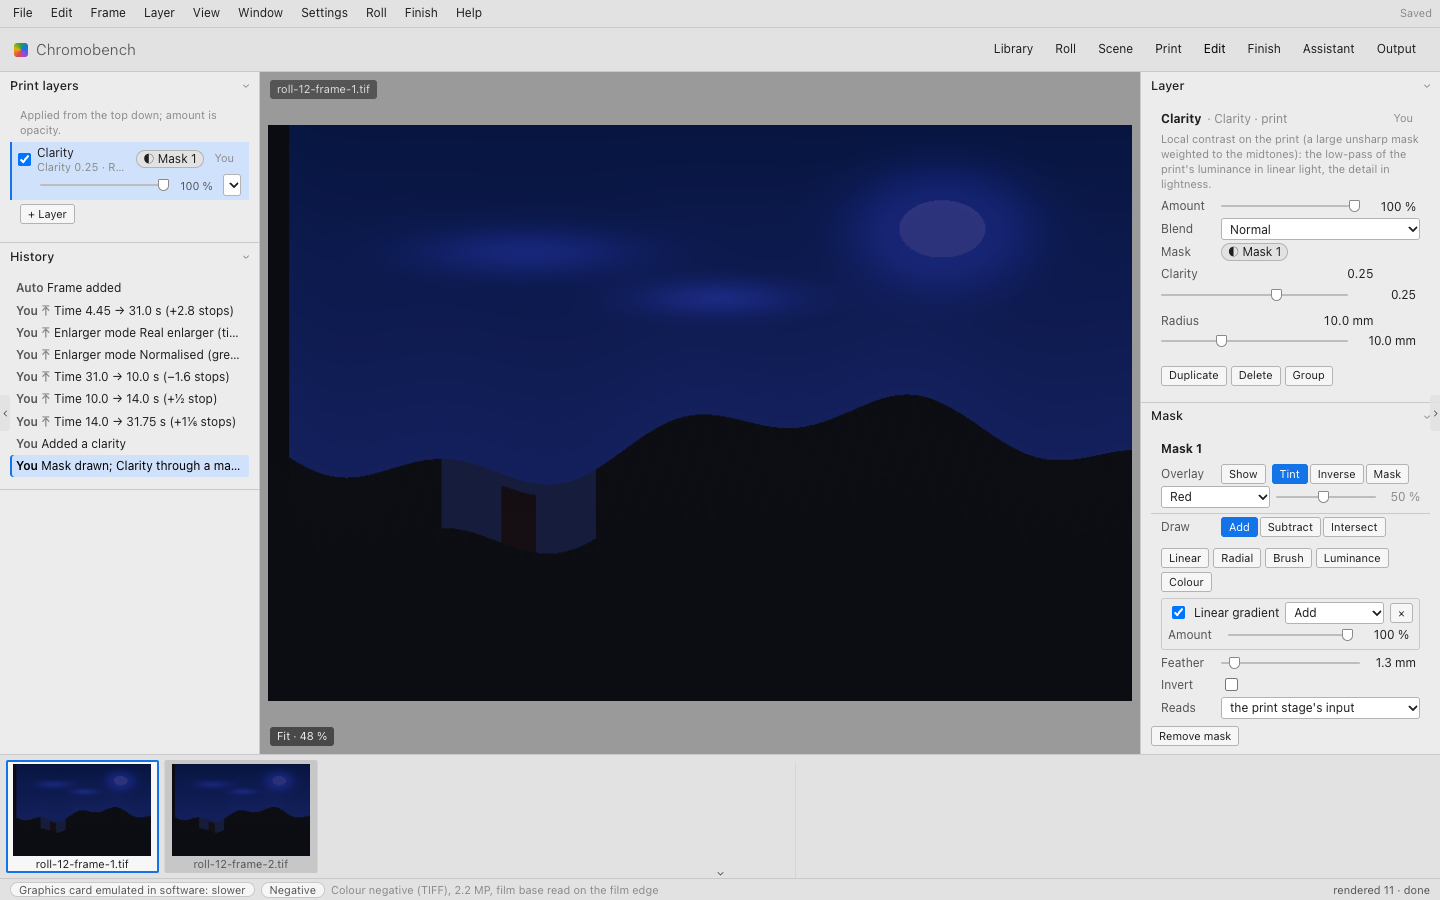 File Edit Frame Layer View Window Settings Roll Finish Help
Saved
Chromobench
Library Roll Scene Print Edit Finish Assistant Output
Print layers
Applied from the top down; amount is
opacity.
Clarity
Clarity 0.25 · R...
Mask 1
You
100 %
+ Layer
History
Auto Frame added
You Time 4.45 → 31.0 s (+2.8 stops)
You Enlarger mode Real enlarger (ti...
You Enlarger mode Normalised (gre...
You Time 31.0 → 10.0 s (−1.6 stops)
You Time 10.0 → 14.0 s (+½ stop)
You Time 14.0 → 31.75 s (+1⅙ stops)
You Added a clarity
You Mask drawn; Clarity through a ma...
roll-12-frame-1.tif
Fit · 48 %
Layer
Clarity · Clarity · print You
Local contrast on the print (a large unsharp mask
weighted to the midtones): the low-pass of the
print's luminance in linear light, the detail in
lightness.
Amount 100 %
Blend Normal
Mask Mask 1
Clarity 0.25
0.25
Radius 10.0 mm
10.0 mm
Duplicate Delete Group
Mask
Mask 1
Overlay Show Tint Inverse Mask
Red 50 %
Draw Add Subtract Intersect
Linear Radial Brush Luminance
Colour
Linear gradient Add ×
Amount 100 %
Feather 1.3 mm
Invert
Reads the print stage's input
Remove mask
roll-12-frame-1.tif
roll-12-frame-2.tif
Graphics card emulated in software: slower Negative Colour negative (TIFF), 2.2 MP, film base read on the film edge
rendered 11 · done